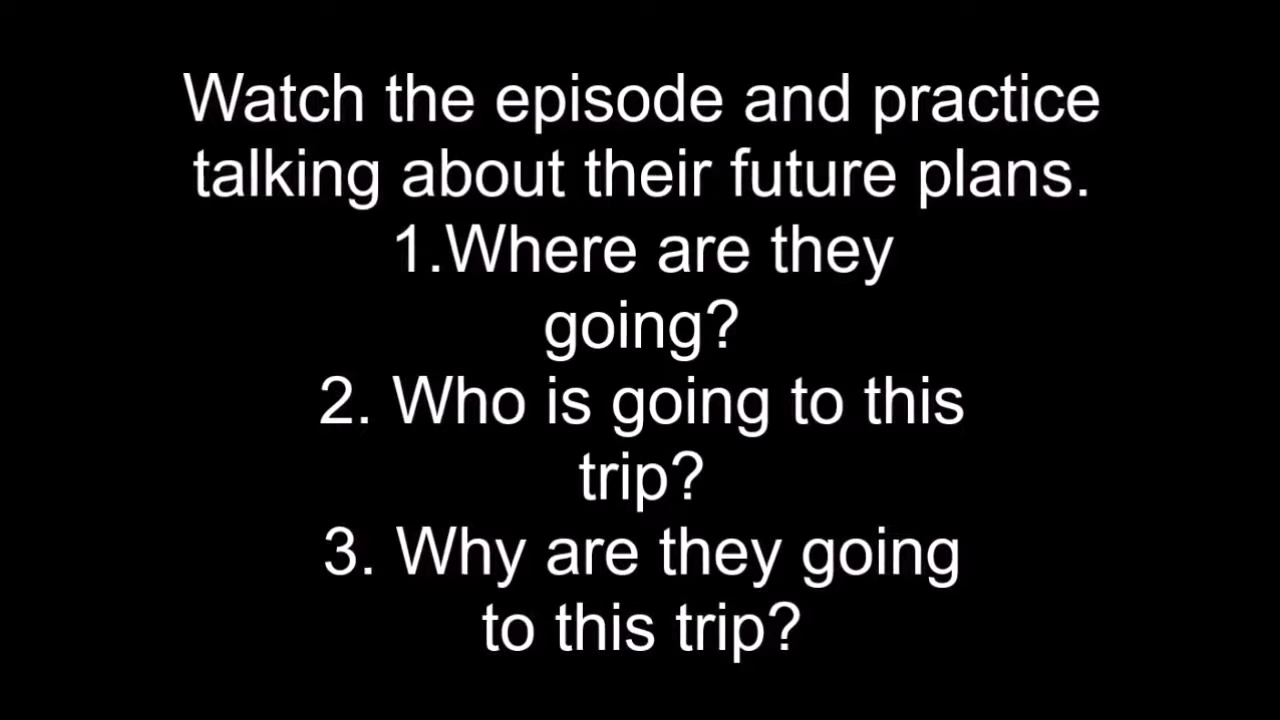 Watch the episode and practice
talking about their future plans.
1.Where are they
going?
2. Who is going to this
trip?
3. Why are they going
to this trip?